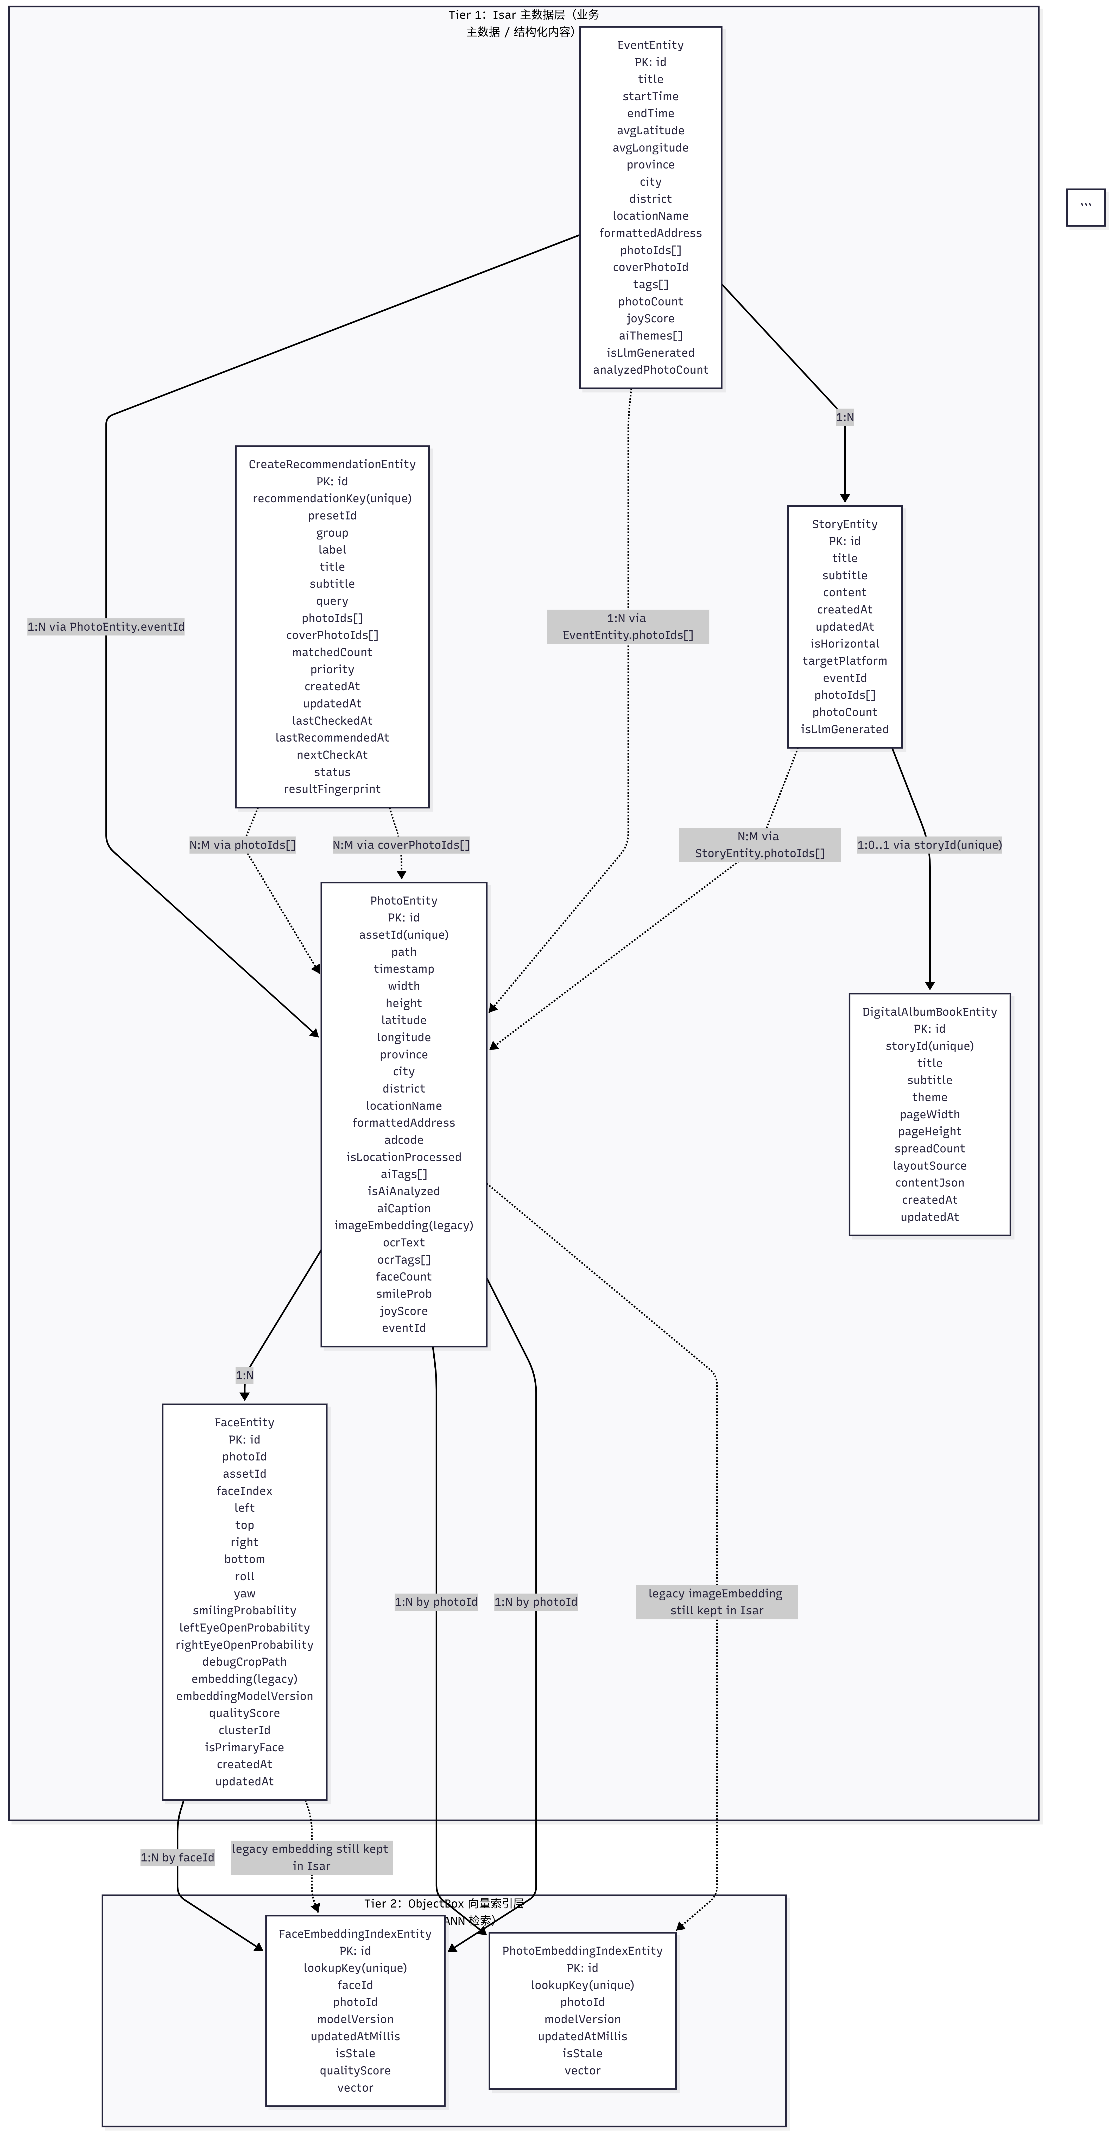 Tier 1：Isar 主数据层（业务
主数据 / 结构化内容）
EventEntity
PK: id
title
startTime
endTime
avgLatitude
avgLongitude
province
city
district
locationName
formattedAddress
photoIds[]
coverPhotoId
tags[]
photoCount
joyScore
aiThemes[]
isLlmGenerated
analyzedPhotoCount
```
1:N
CreateRecommendationEntity
PK: id
recommendationKey(unique)
presetId
group
label
title
subtitle
query
photoIds[]
coverPhotoIds[]
matchedCount
priority
createdAt
updatedAt
lastCheckedAt
lastRecommendedAt
nextCheckAt
status
resultFingerprint
StoryEntity
PK: id
title
subtitle
content
createdAt
updatedAt
isHorizontal
targetPlatform
eventId
photoIds[]
photoCount
isLlmGenerated
1:N via PhotoEntity.eventId
1:N via
EventEntity.photoIds[]
N:M via photoIds[]
N:M via coverPhotoIds[]
N:M via
StoryEntity.photoIds[]
1:0..1 via storyId(unique)
PhotoEntity
PK: id
assetId(unique)
path
timestamp
width
height
latitude
longitude
province
city
district
locationName
formattedAddress
adcode
isLocationProcessed
aiTags[]
isAiAnalyzed
aiCaption
imageEmbedding(legacy)
ocrText
ocrTags[]
faceCount
smileProb
joyScore
eventId
DigitalAlbumBookEntity
PK: id
storyId(unique)
title
subtitle
theme
pageWidth
pageHeight
spreadCount
layoutSource
contentJson
createdAt
updatedAt
1:N
FaceEntity
PK: id
photoId
assetId
faceIndex
left
top
right
bottom
roll
yaw
smilingProbability
leftEyeOpenProbability
rightEyeOpenProbability
debugCropPath
embedding(legacy)
embeddingModelVersion
qualityScore
clusterId
isPrimaryFace
createdAt
updatedAt
1:N by photoId
1:N by photoId
legacy imageEmbedding
still kept in Isar
1:N by faceId
legacy embedding still kept
in Isar
Tier 2：ObjectBox 向量索引层
ANN 检索）
FaceEmbeddingIndexEntity
PK: id
lookupKey(unique)
faceId
photoId
modelVersion
updatedAtMillis
isStale
qualityScore
vector
PhotoEmbeddingIndexEntity
PK: id
lookupKey(unique)
photoId
modelVersion
updatedAtMillis
isStale
vector